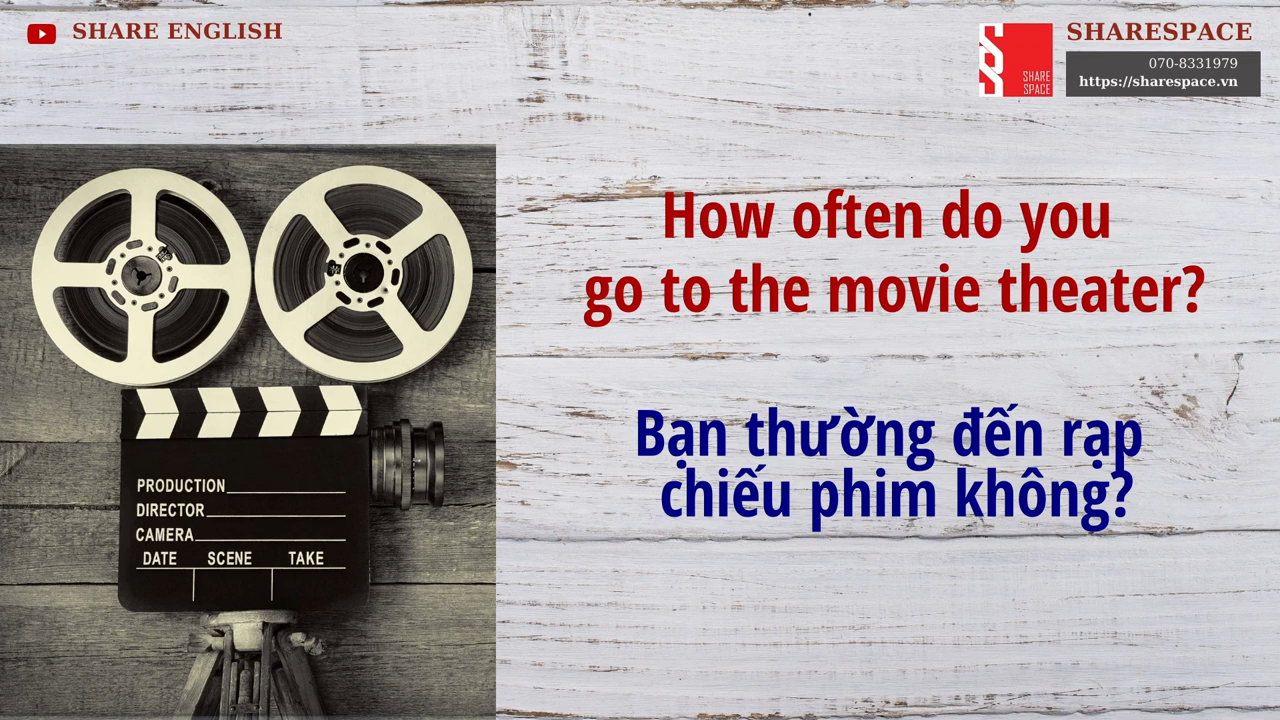 SHARE ENGLISH
SHARESPACE
070-8331979
https://sharespace.vn
SHARE
SPACE
How often do you
go to the movie theater?
Bạn thường đến rạp
chiếu phim không?
PRODUCTION
DIRECTOR
CAMERA
DATE SCENE TAKE